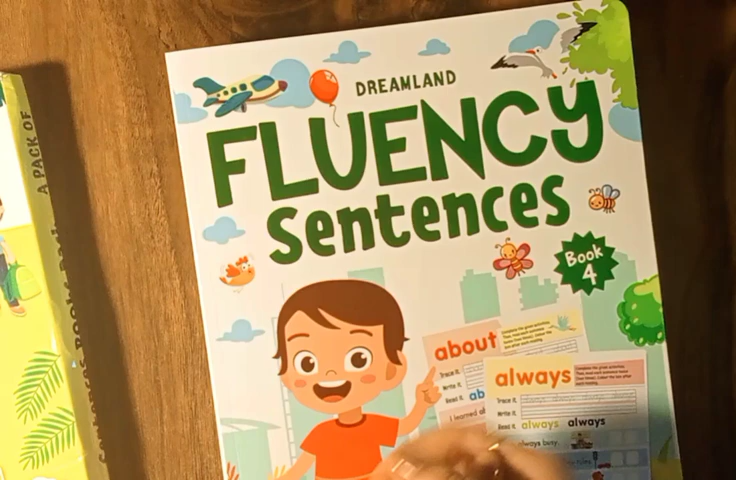 DREAMLAND
FLUENCY
Sentences
Book
4
about
Trace it.
Write it.
Read it.
I learned
always
Trace it.
Write it.
Read it. always always
always busy.
A PACK OF